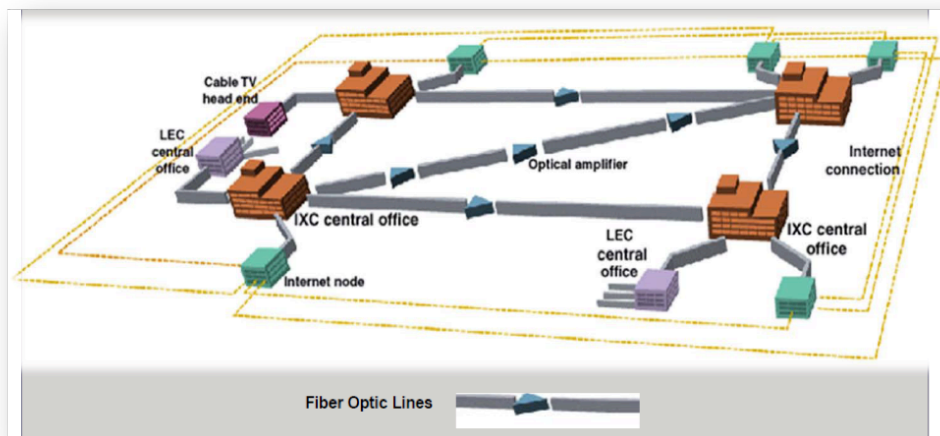 Cable TV
head end
LEC
central
office
Optical amplifier
Internet
connection
IXC central office
LEC
central
office
IXC central
office
Internet node
Fiber Optic Lines